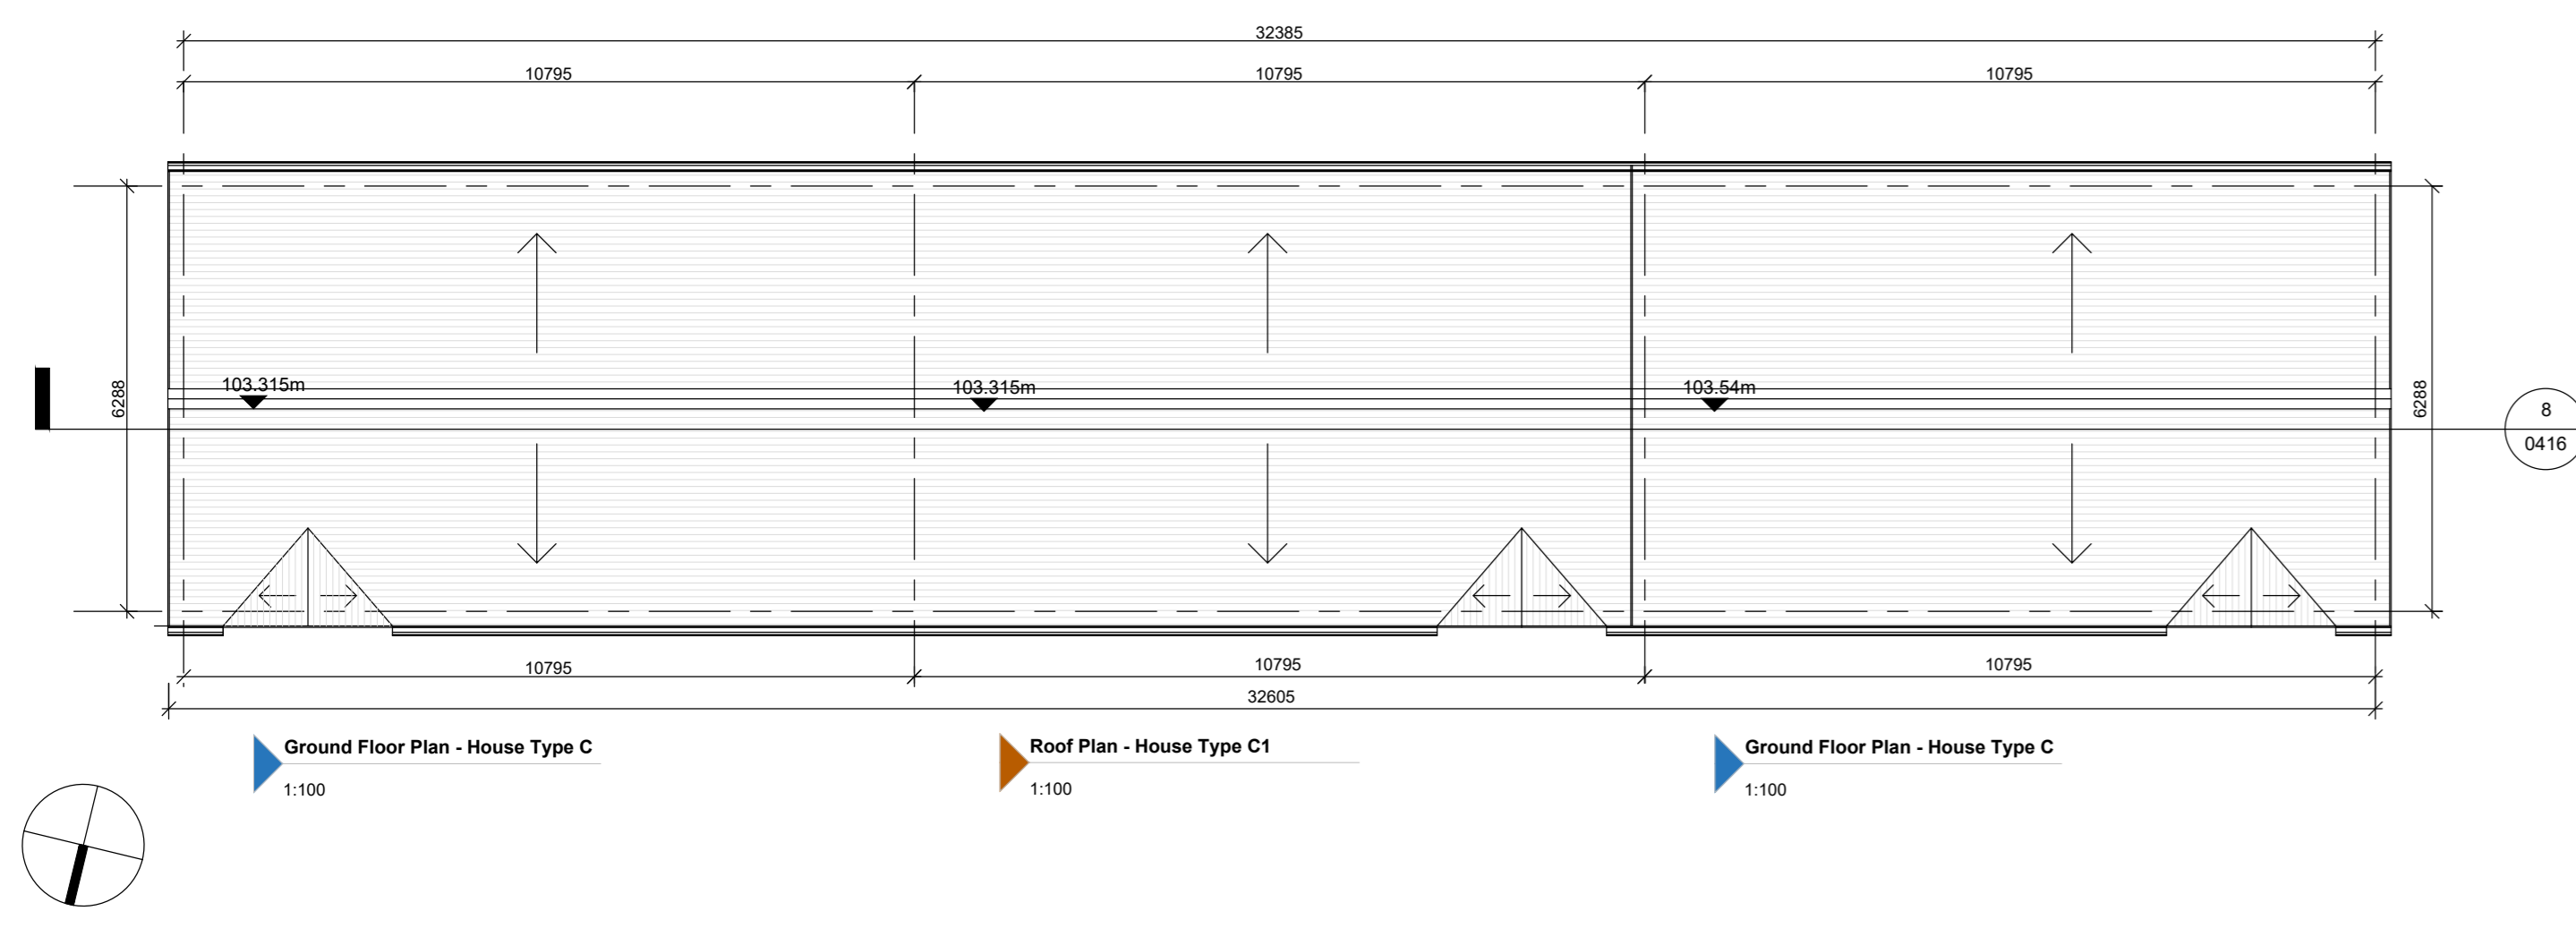 32385
10795
10795
10795
6288
103.315m
103.315m
103.54m
6288
8
0416
10795
10795
10795
32605
Ground Floor Plan - House Type C
1:100
Roof Plan - House Type C1
1:100
Ground Floor Plan - House Type C
1:100